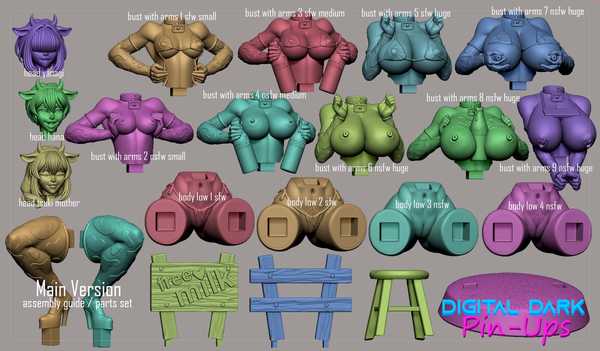 bust with arms 1 sfw small
bust with arms 3 sfw medium
bust with arms 5 sfw huge
bust with arms 7 nsfw huge
head yanagi
bust with arms 4 nsfw medium
bust with arms 8 nsfw huge
head hana
bust with arms 2 nsfw small
bust with arms 6 nsfw huge
bust with arms 9 nsfw huge
mother
body low 1 sfw
body low 2 sfw
body low 3 nsfw
body low 4 nsfw
Main Version
assembly guide / parts set
free
milk
DIGITAL DARK
Pin-Ups